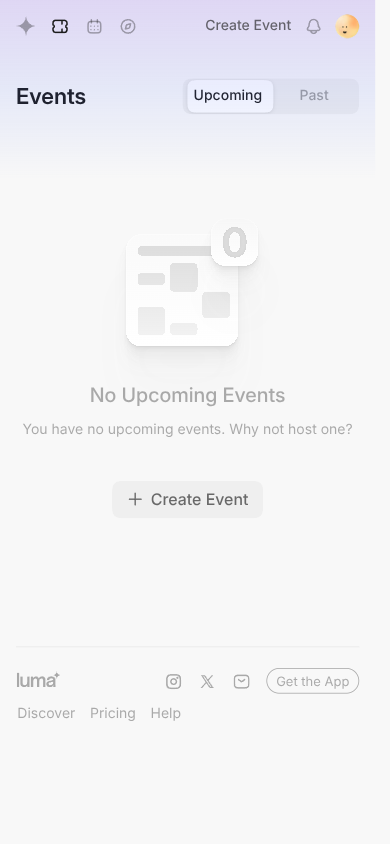 Create Event
Events
Upcoming
Past
0
No Upcoming Events
You have no upcoming events. Why not host one?
Create Event
luma
Get the App
Discover Pricing Help